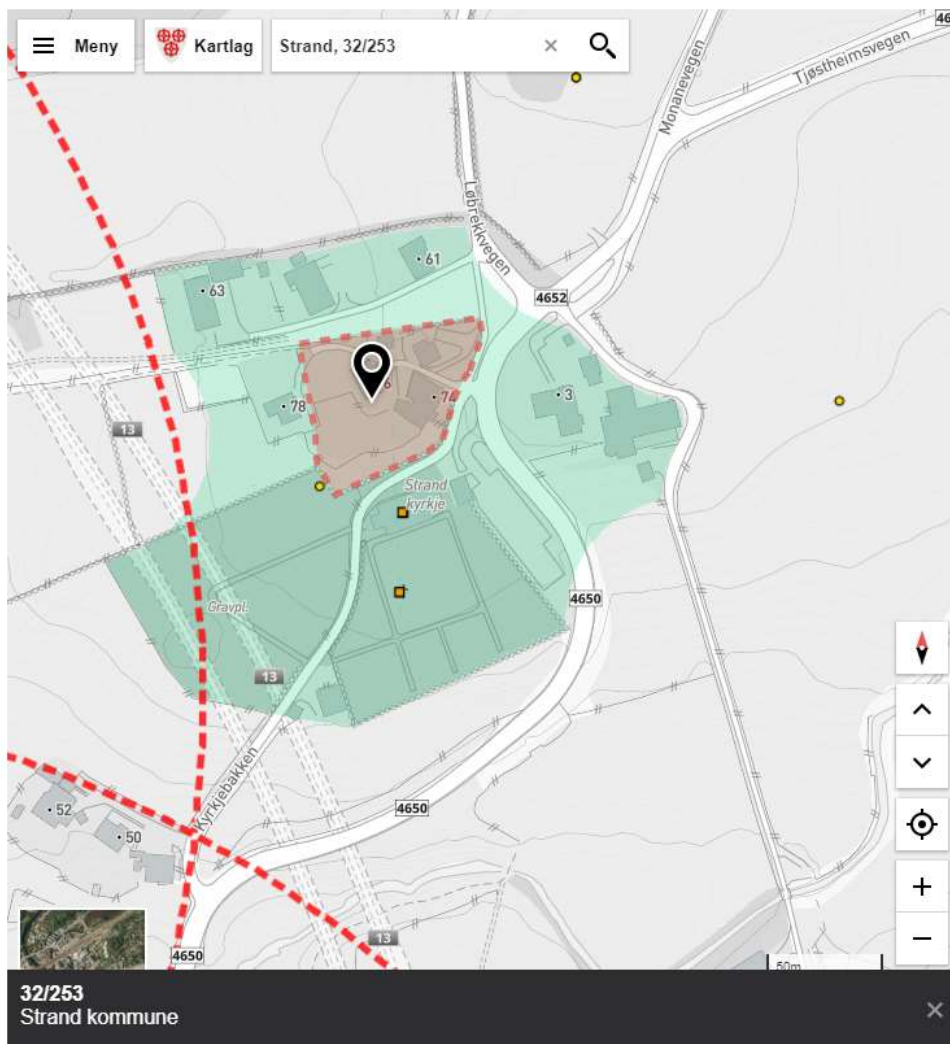 Meny
Kartlag
Strand, 32/253
46
Tjøstheimsvegen
Monanevegen
Løbrekkvegen
61
63
4652
3
74
78
13
Strand
kyrkje
Gravpl.
4650
13
Kyrkjebakken
52
50
4650
13
4650
50m
32/253
Strand kommune